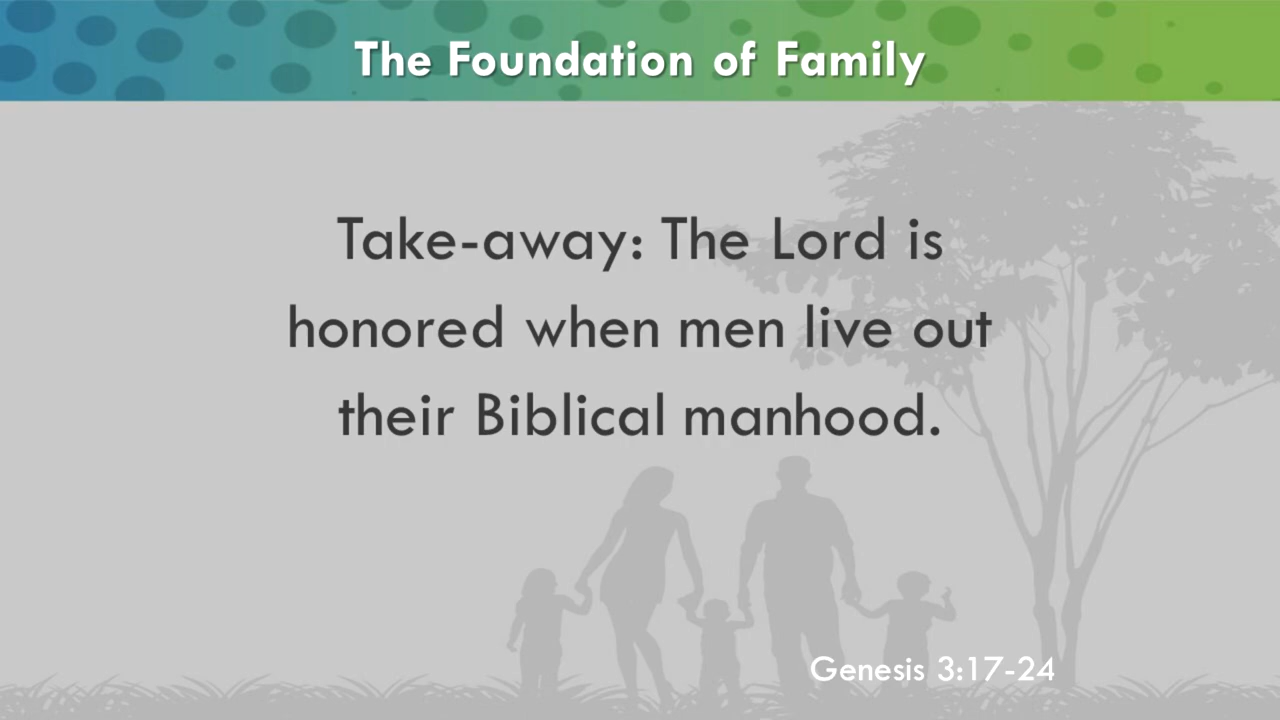 The Foundation of Family
Take-away: The Lord is
honored when men live out
their Biblical manhood.
Genesis 3:17-24